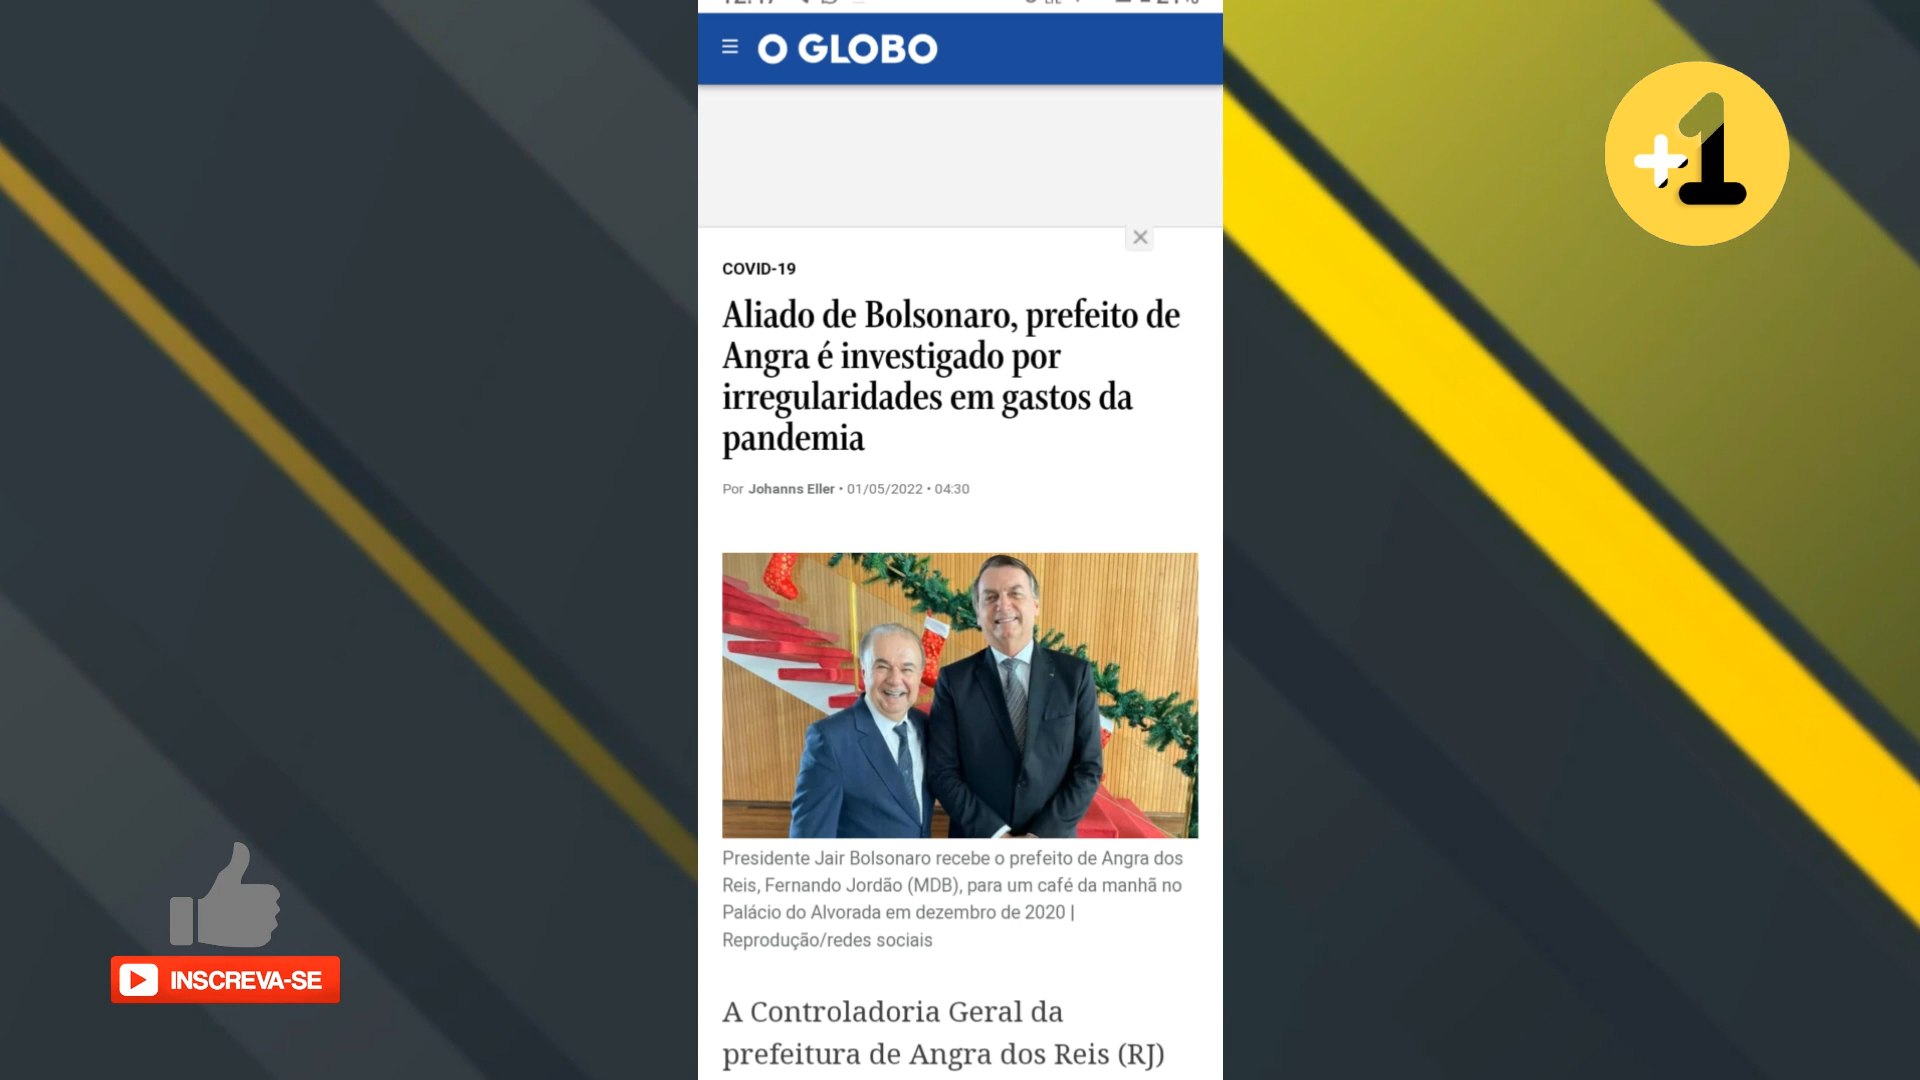 O GLOBO
+1
COVID-19
Aliado de Bolsonaro, prefeito de
Angra é investigado por
irregularidades em gastos da
pandemia
Por Johanns Eller • 01/05/2022 • 04:30
Presidente Jair Bolsonaro recebe o prefeito de Angra dos
Reis, Fernando Jordão (MDB), para um café da manhã no
Palácio do Alvorada em dezembro de 2020 |
Reprodução/redes sociais
INSCREVA-SE
A Controladoria Geral da
prefeitura de Angra dos Reis (RJ)